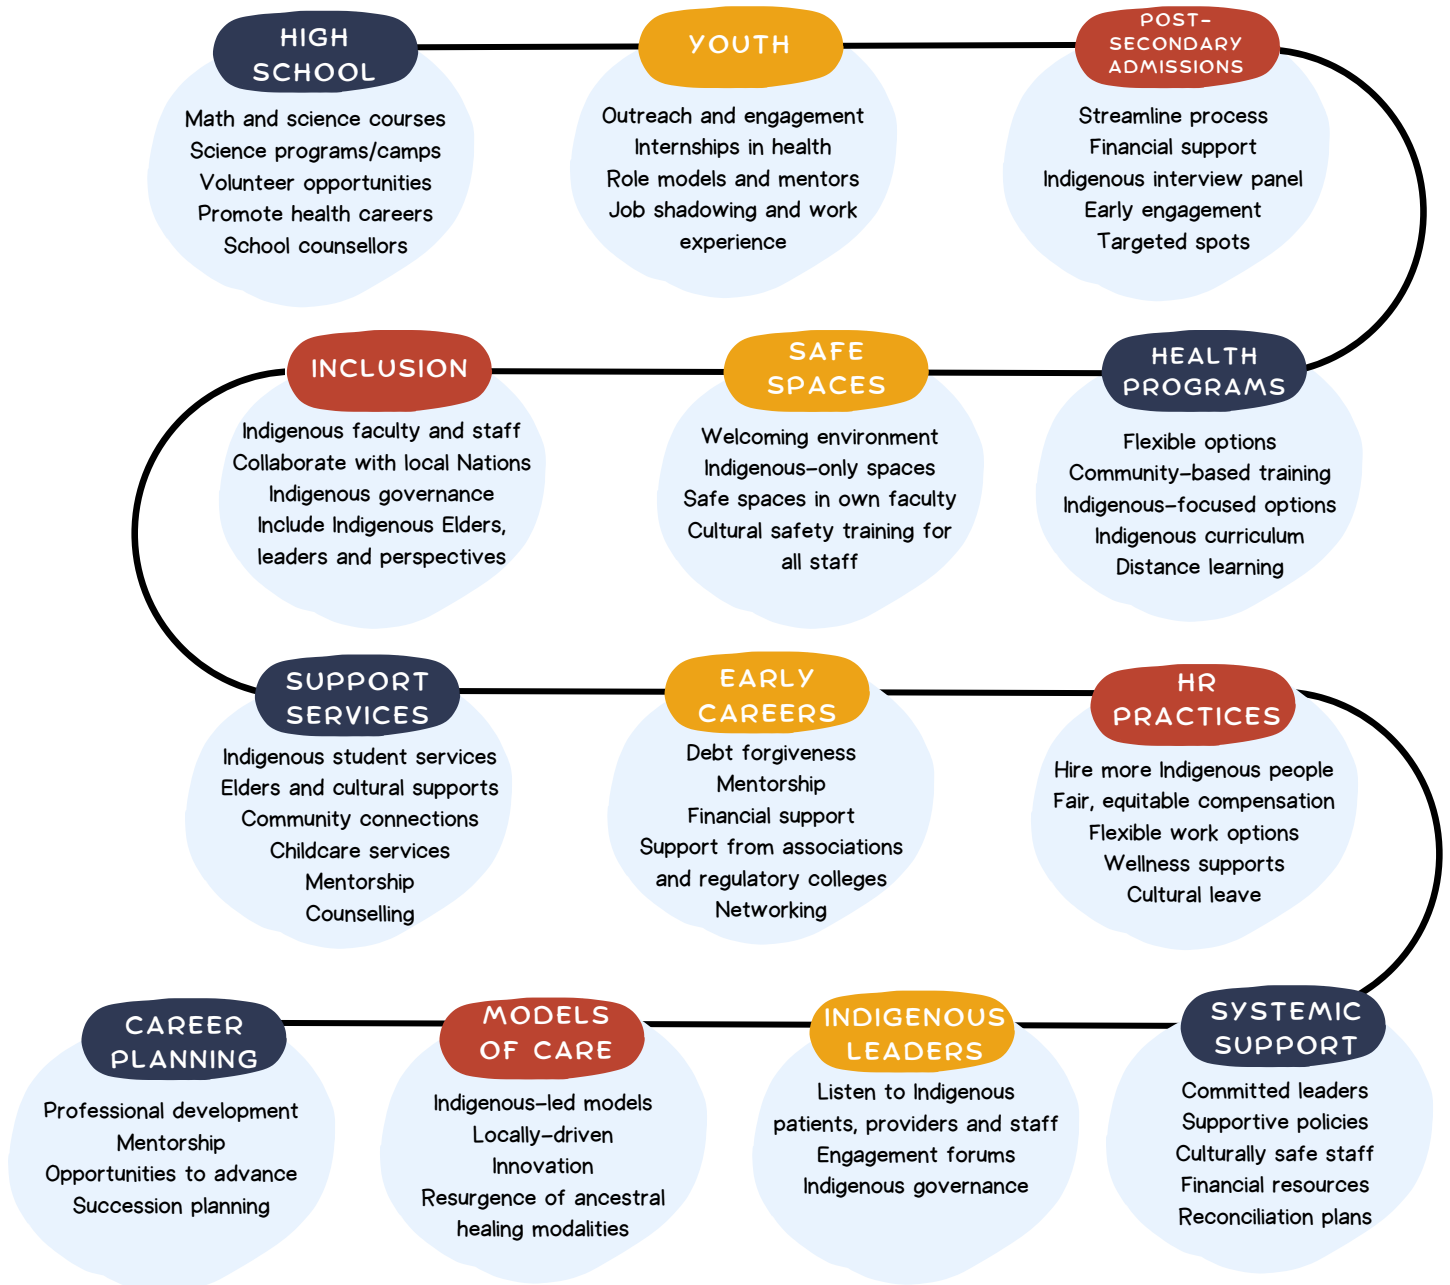 HIGH
SCHOOL
Math and science courses
Science programs/camps
Volunteer opportunities
Promote health careers
School counsellors
YOUTH
Outreach and engagement
Internships in health
Role models and mentors
Job shadowing and work
experience
POST-
SECONDARY
ADMISSIONS
Streamline process
Financial support
Indigenous interview panel
Early engagement
Targeted spots
HEALTH
PROGRAMS
Flexible options
Community-based training
Indigenous-focused options
Indigenous curriculum
Distance learning
SAFE
SPACES
Welcoming environment
Indigenous-only spaces
Safe spaces in own faculty
Cultural safety training for
all staff
INCLUSION
Indigenous faculty and staff
Collaborate with local Nations
Indigenous governance
Include Indigenous Elders,
leaders and perspectives
SUPPORT
SERVICES
Indigenous student services
Elders and cultural supports
Community connections
Childcare services
Mentorship
Counselling
EARLY
CAREERS
Debt forgiveness
Mentorship
Financial support
Support from associations
and regulatory colleges
Networking
HR
PRACTICES
Hire more Indigenous people
Fair, equitable compensation
Flexible work options
Wellness supports
Cultural leave
SYSTEMIC
SUPPORT
Committed leaders
Supportive policies
Culturally safe staff
Financial resources
Reconciliation plans
INDIGENOUS
LEADERS
Listen to Indigenous
patients, providers and staff
Engagement forums
Indigenous governance
MODELS
OF CARE
Indigenous-led models
Locally-driven
Innovation
Resurgence of ancestral
healing modalities
CAREER
PLANNING
Professional development
Mentorship
Opportunities to advance
Succession planning